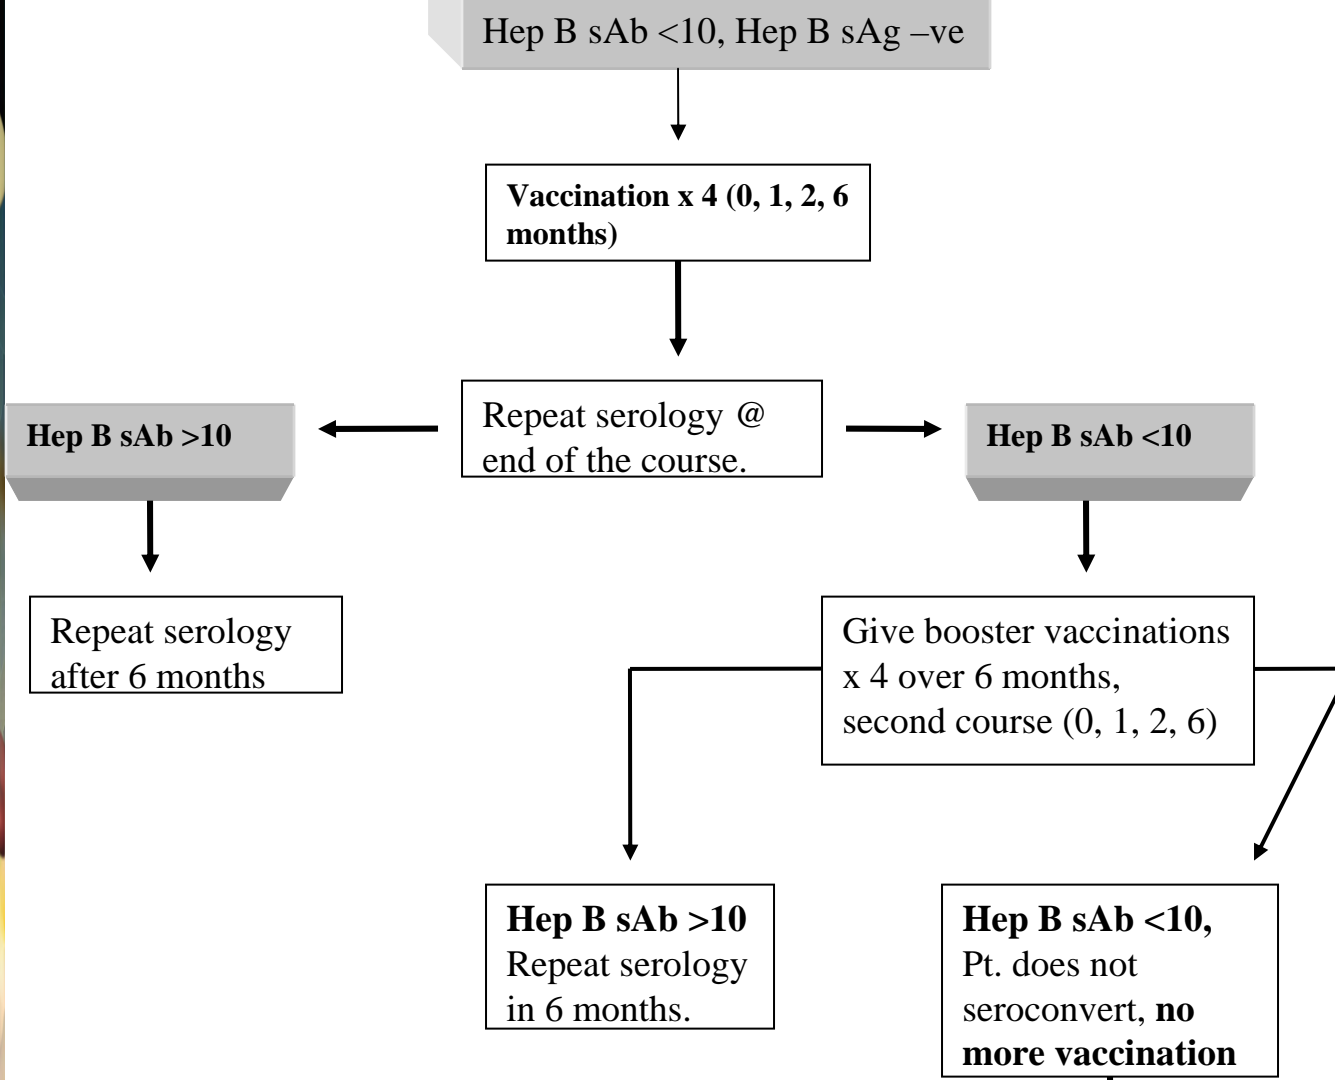 Hep B sAb <10, Hep B sAg –ve
Vaccination x 4 (0, 1, 2, 6
months)
Repeat serology @
end of the course.
Hep B sAb >10
Hep B sAb <10
Repeat serology
after 6 months
Give booster vaccinations
x 4 over 6 months,
second course (0, 1, 2, 6)
Hep B sAb >10
Repeat serology
in 6 months.
Hep B sAb <10,
Pt. does not
seroconvert, no
more vaccination